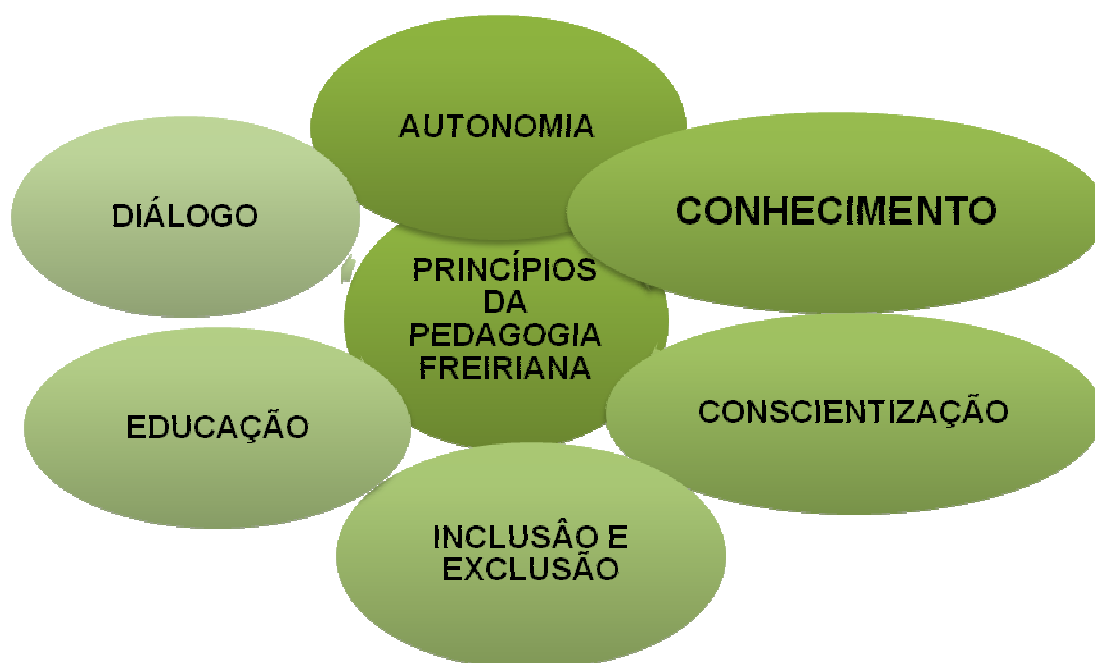 AUTONOMIA
DIÁLOGO
CONHECIMENTO
PRINCÍPIOS
DA
PEDAGOGIA
FREIRIANA
EDUCAÇÃO
CONSCIENTIZAÇÃO
INCLUSÂO E
EXCLUSÃO